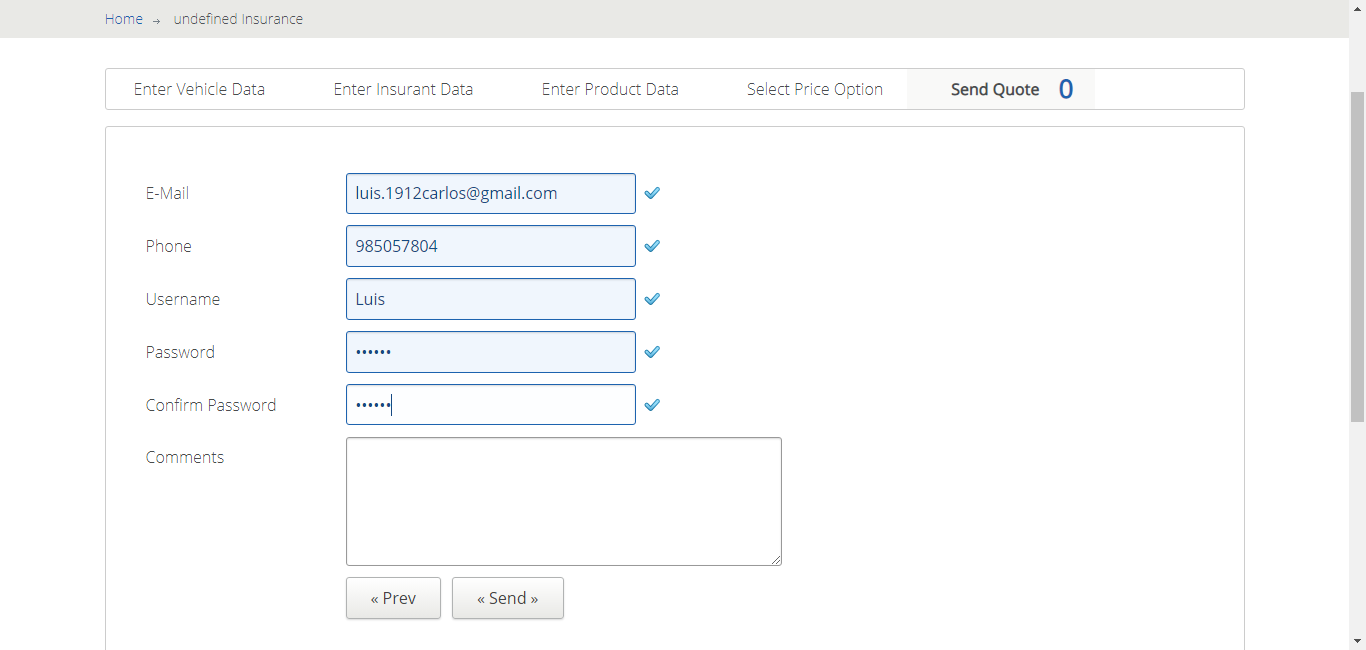 Home → undefined Insurance
Enter Vehicle Data Enter Insurant Data Enter Product Data Select Price Option Send Quote 0
E-Mail luis.1912carlos@gmail.com
Phone 985057804
Username Luis
Password ••••••
Confirm Password ••••••
Comments
« Prev « Send »